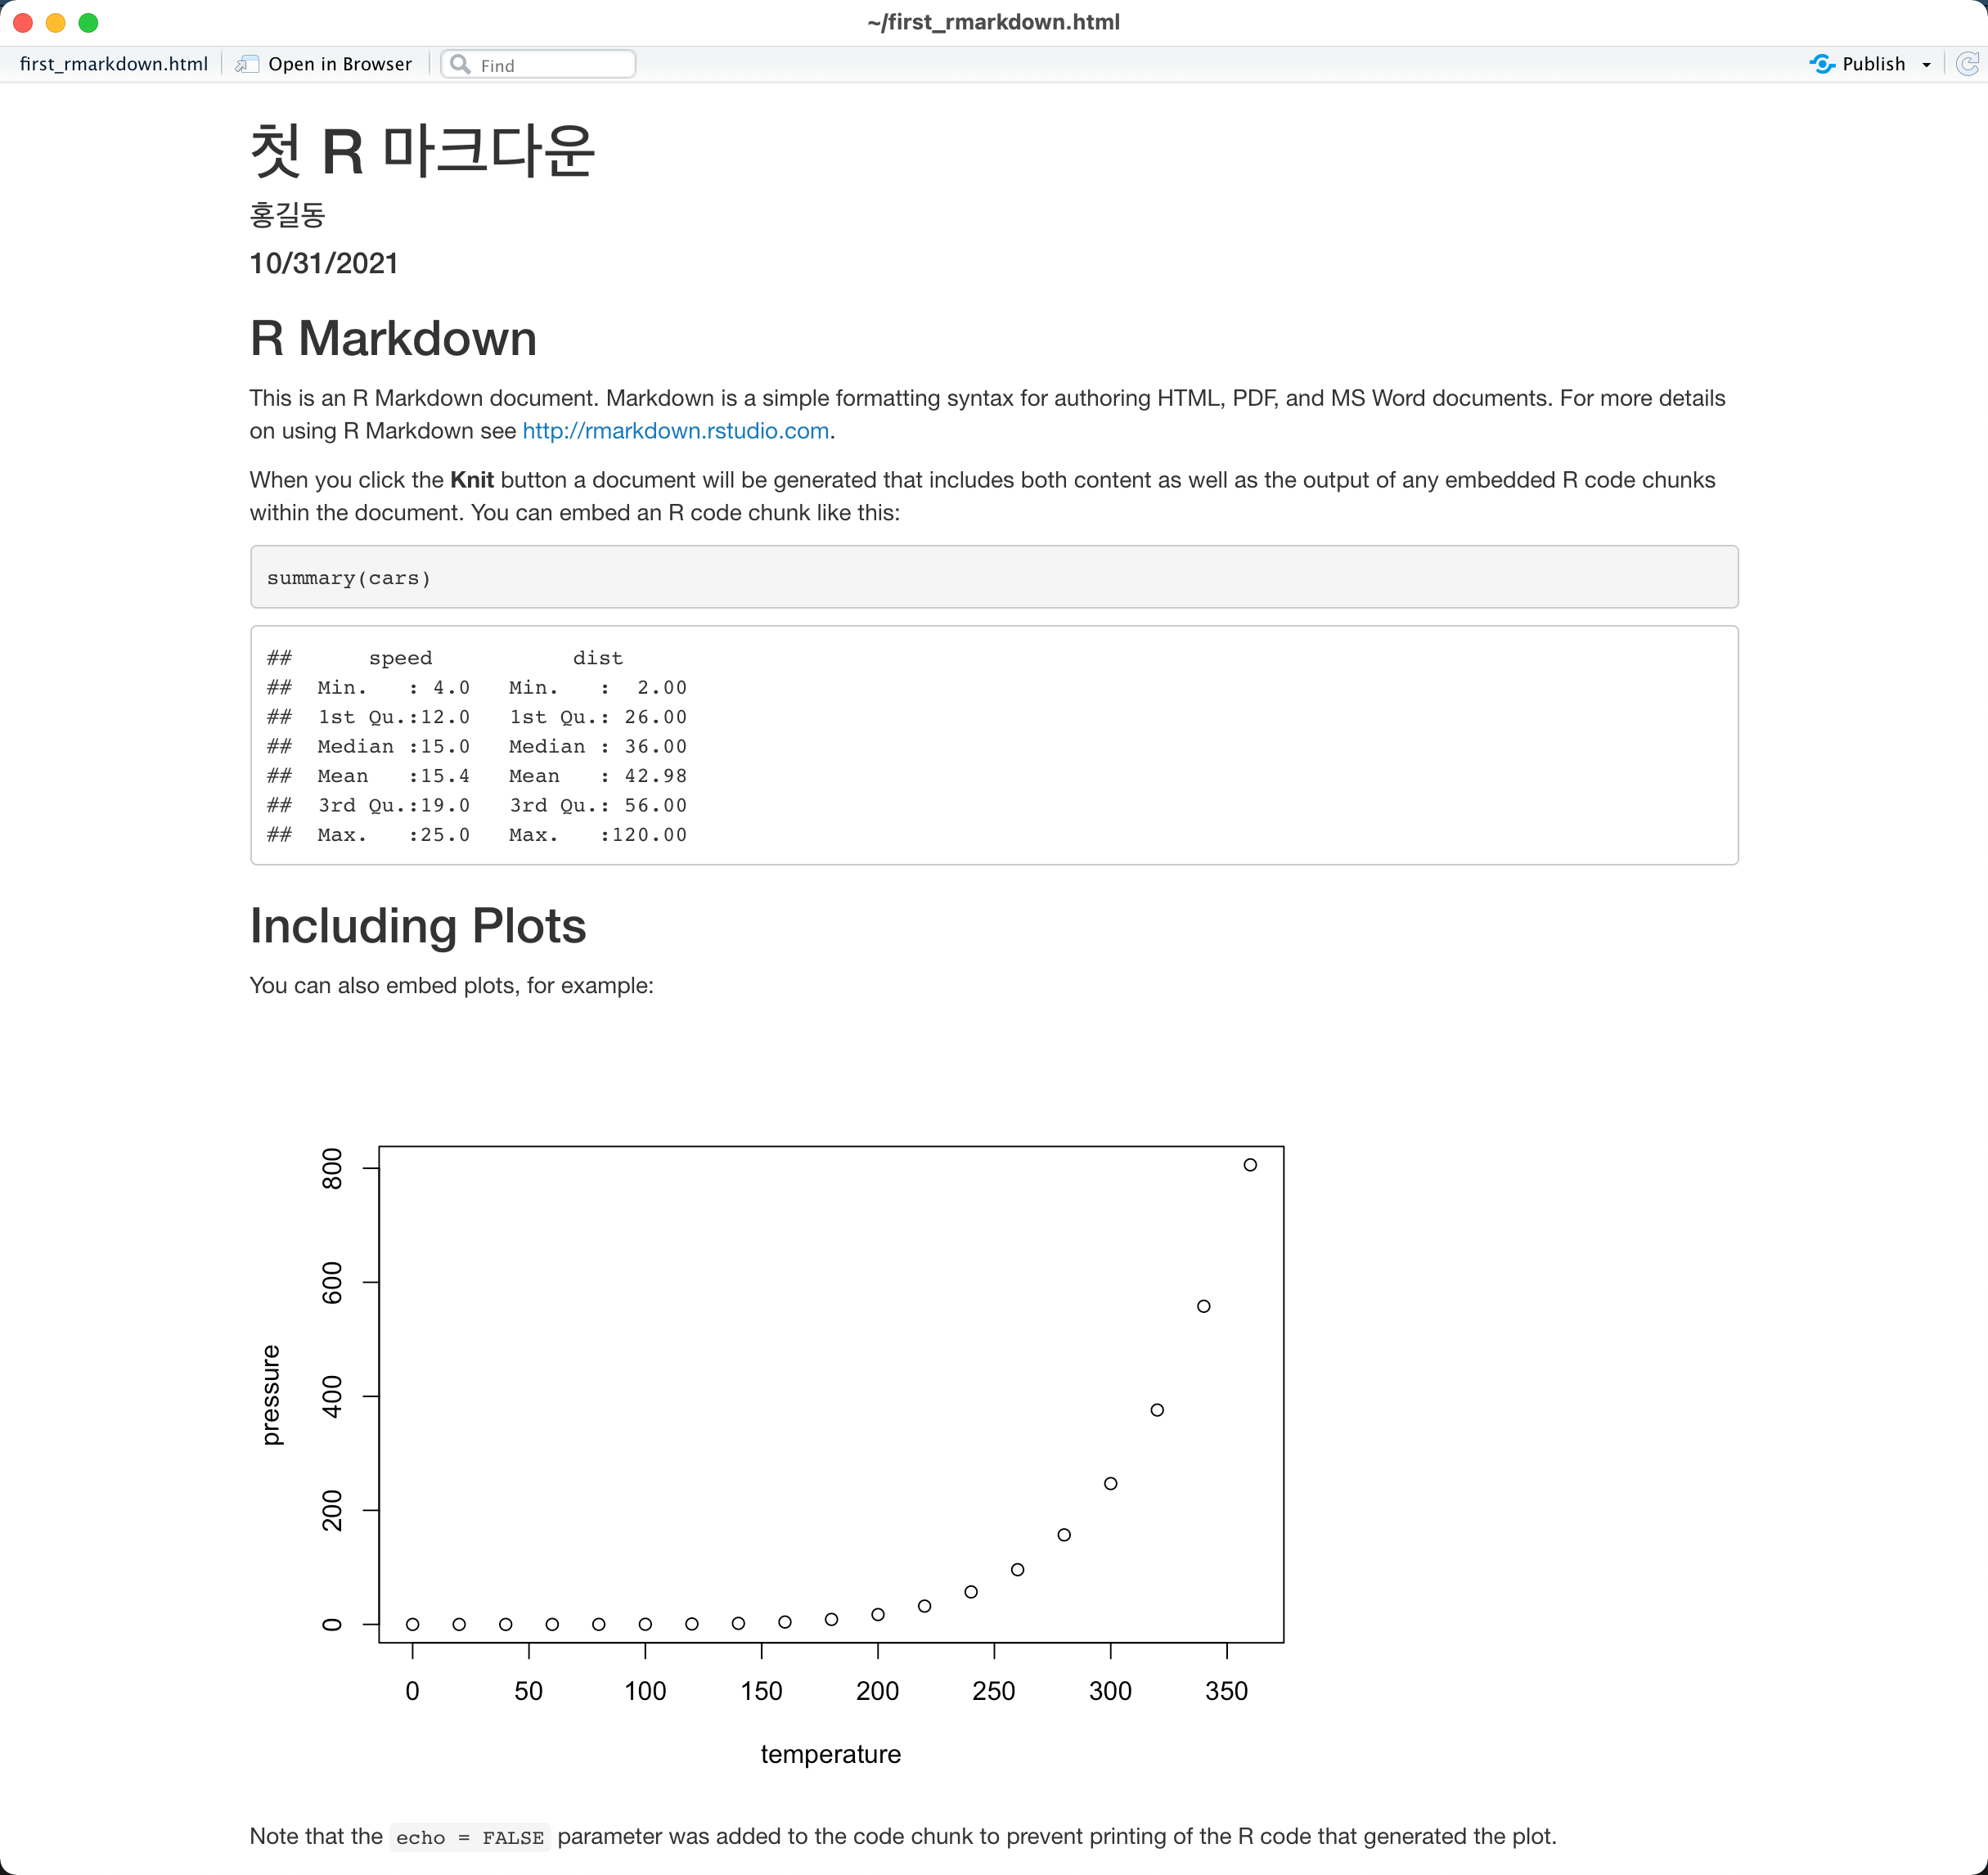 ~/first_rmarkdown.html
first_rmarkdown.html Open in Browser Find Publish
첫 R 마크다운
홍길동
10/31/2021
R Markdown
This is an R Markdown document. Markdown is a simple formatting syntax for authoring HTML, PDF, and MS Word documents. For more details
on using R Markdown see http://rmarkdown.rstudio.com.
When you click the Knit button a document will be generated that includes both content as well as the output of any embedded R code chunks
within the document. You can embed an R code chunk like this:
summary(cars)
##      speed           dist
##  Min.   : 4.0   Min.   :  2.00
##  1st Qu.:12.0   1st Qu.: 26.00
##  Median :15.0   Median : 36.00
##  Mean   :15.4   Mean   : 42.98
##  3rd Qu.:19.0   3rd Qu.: 56.00
##  Max.   :25.0   Max.   :120.00
Including Plots
You can also embed plots, for example:
800
600
400
200
0
pressure
0 50 100 150 200 250 300 350
temperature
Note that the echo = FALSE parameter was added to the code chunk to prevent printing of the R code that generated the plot.